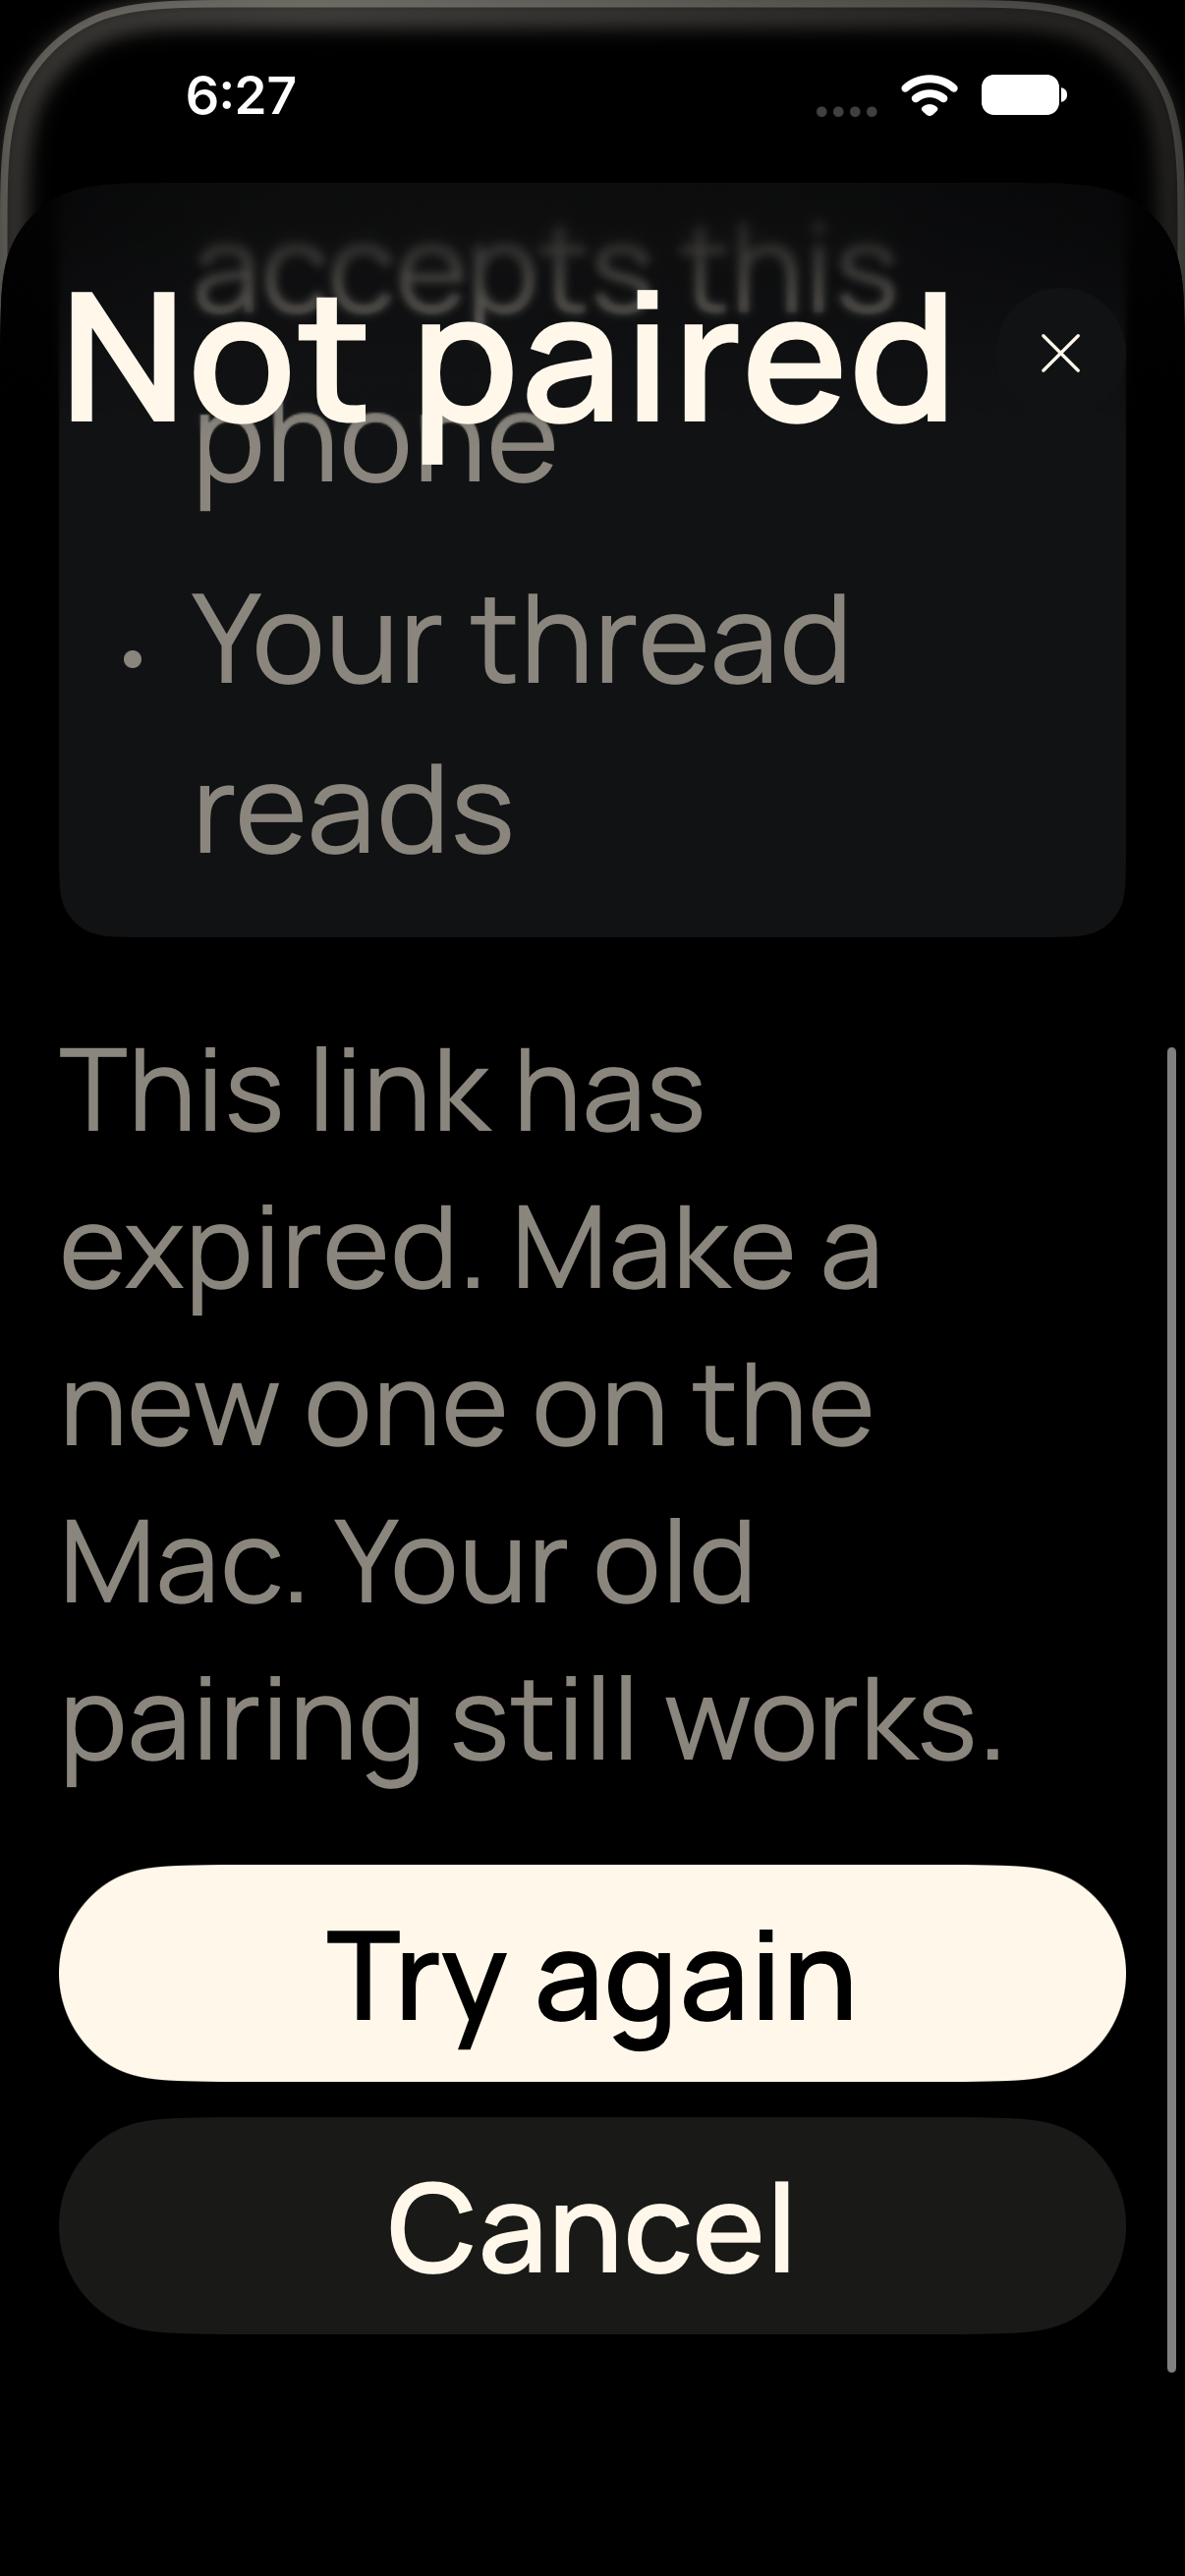 6:27
accepts this
Not paired
phone
• Your thread
reads
This link has
expired. Make a
new one on the
Mac. Your old
pairing still works.
Try again
Cancel